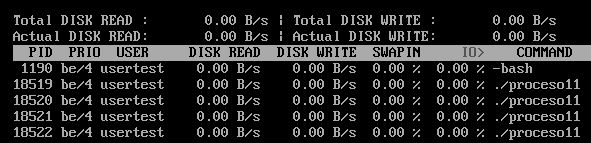 Total DISK READ : 0.00 B/s | Total DISK WRITE : 0.00 B/s
Actual DISK READ: 0.00 B/s | Actual DISK WRITE: 0.00 B/s
PID PRIO USER DISK READ DISK WRITE SWAPIN IO> COMMAND
1190 be/4 usertest 0.00 B/s 0.00 B/s 0.00 % 0.00 % -bash
18519 be/4 usertest 0.00 B/s 0.00 B/s 0.00 % 0.00 % ./proceso11
18520 be/4 usertest 0.00 B/s 0.00 B/s 0.00 % 0.00 % ./proceso11
18521 be/4 usertest 0.00 B/s 0.00 B/s 0.00 % 0.00 % ./proceso11
18522 be/4 usertest 0.00 B/s 0.00 B/s 0.00 % 0.00 % ./proceso11